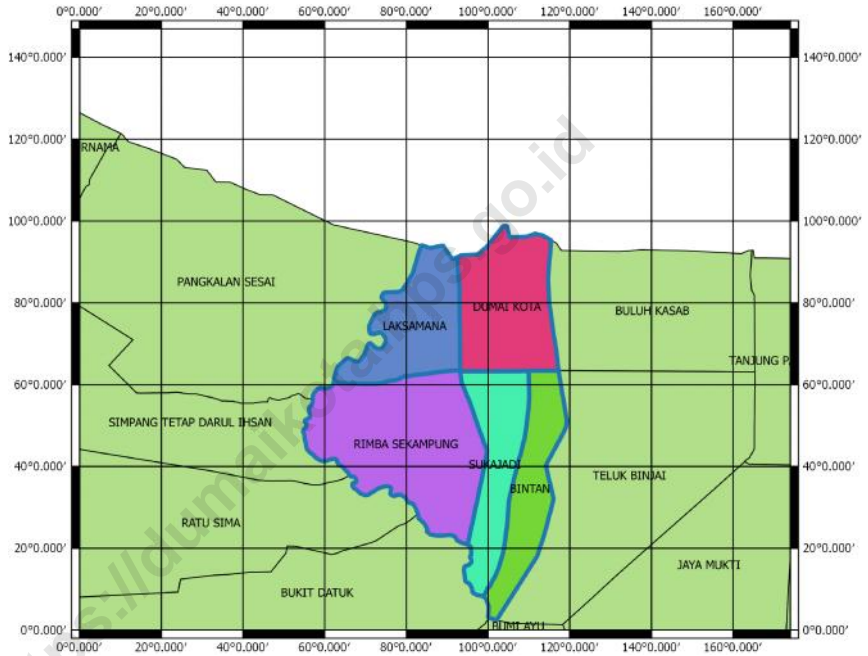 0°0.000′ 20°0.000′ 40°0.000′ 60°0.000′ 80°0.000′ 100°0.000′ 120°0.000′ 140°0.000′ 160°0.000′
140°0.000′ 140°0.000′
120°0.000′ 120°0.000′
RNAMA
100°0.000′ 100°0.000′
PANGKALAN SESAI
80°0.000′ 80°0.000′
DUMAI KOTA
BULUH KASAB
LAKSAMANA
TANJUNG PA
60°0.000′ 60°0.000′
SIMPANG TETAP DARUL IHSAN
RIMBA SEKAMPUNG
SUKAJADI
40°0.000′ 40°0.000′
TELUK BINJAI
BINTAN
RATU SIMA
20°0.000′ 20°0.000′
JAYA MUKTI
BUKIT DATUK
BUMI AYU
0°0.000′ 0°0.000′
0°0.000′ 20°0.000′ 40°0.000′ 60°0.000′ 80°0.000′ 100°0.000′ 120°0.000′ 140°0.000′ 160°0.000′
ps://dumaikota.bps.go.id